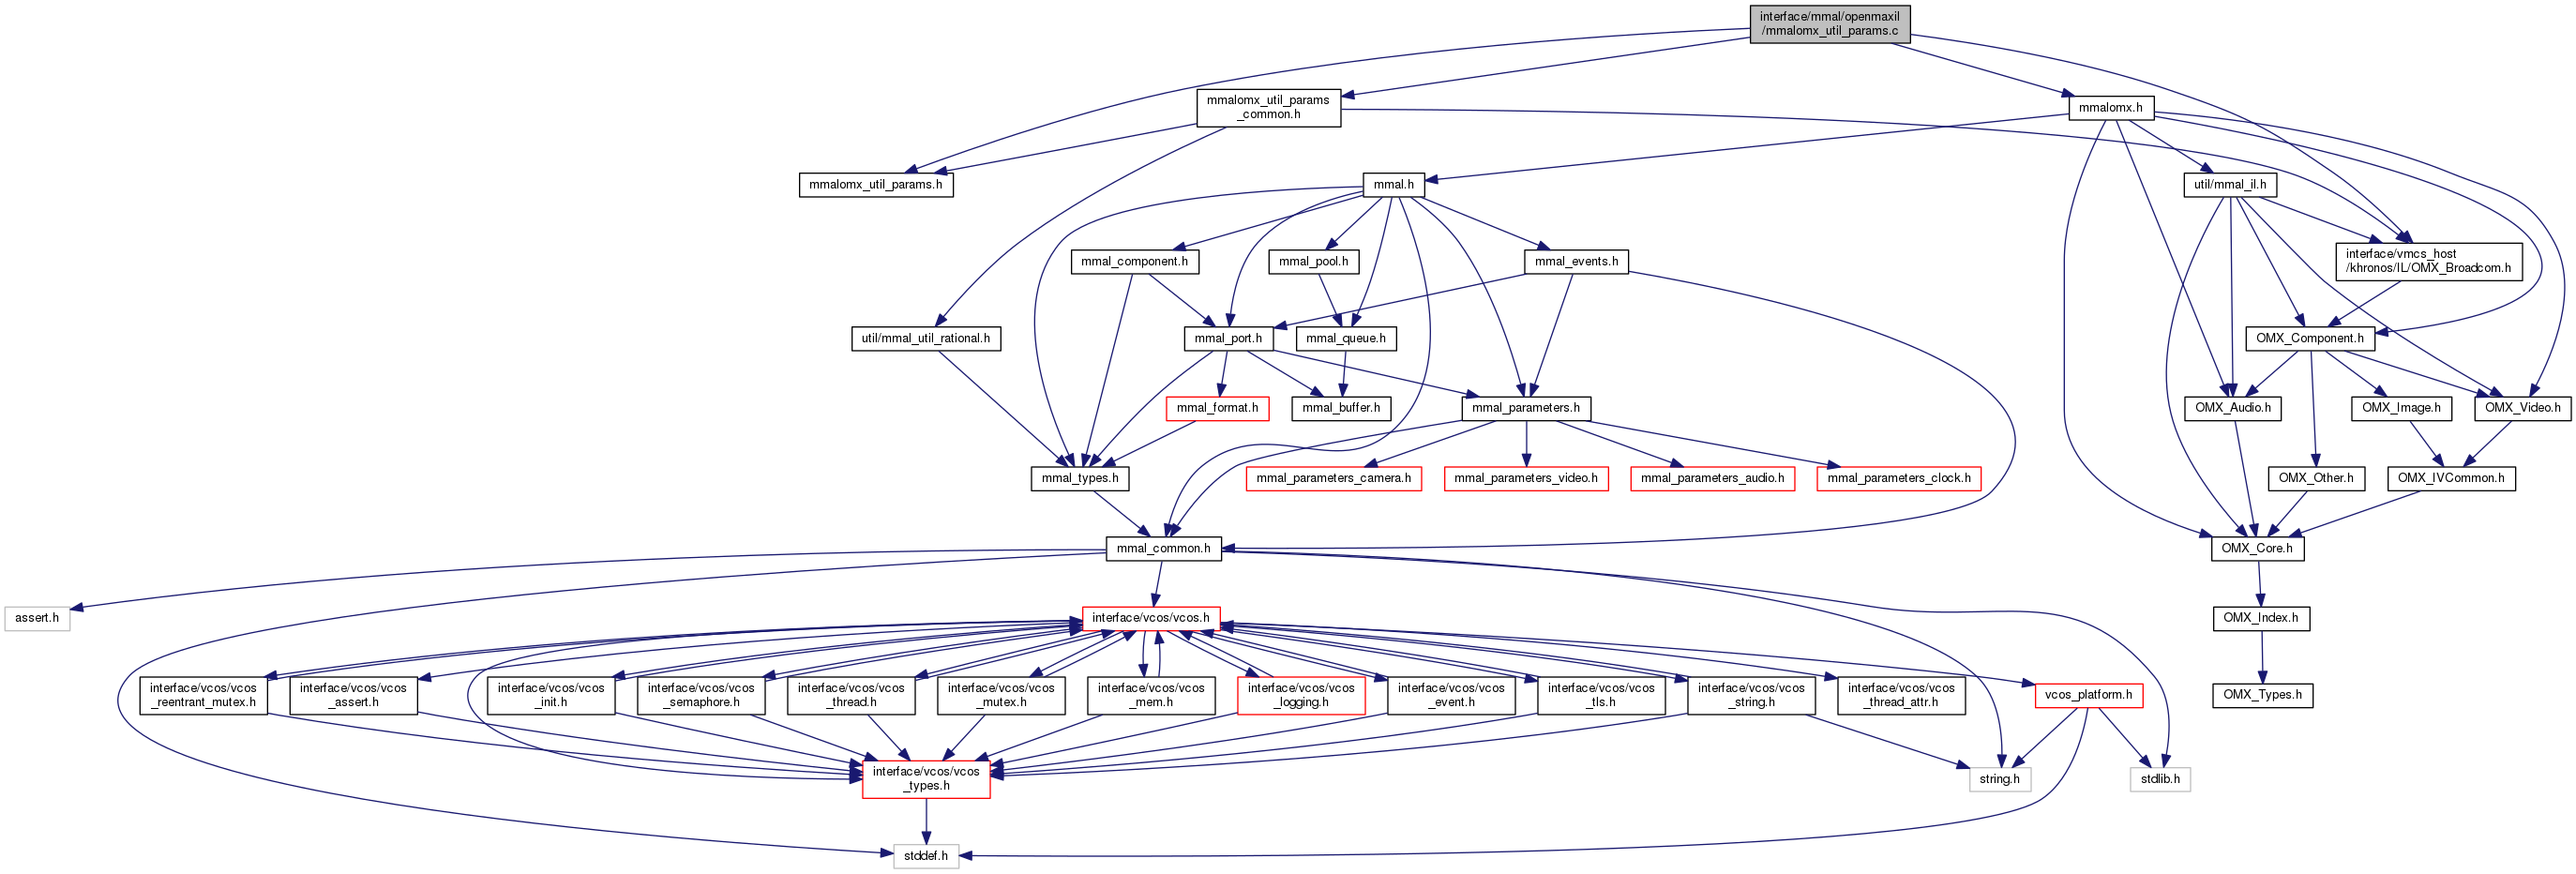 interface/mmal/openmaxil
/mmalomx_util_params.c
mmalomx_util_params
_common.h
mmalomx.h
mmalomx_util_params.h
mmal.h
util/mmal_il.h
mmal_component.h
mmal_pool.h
mmal_events.h
interface/vmcs_host
/khronos/IL/OMX_Broadcom.h
util/mmal_util_rational.h
mmal_port.h
mmal_queue.h
OMX_Component.h
mmal_format.h
mmal_buffer.h
mmal_parameters.h
OMX_Audio.h
OMX_Image.h
OMX_Video.h
mmal_types.h
mmal_parameters_camera.h
mmal_parameters_video.h
mmal_parameters_audio.h
mmal_parameters_clock.h
OMX_Other.h
OMX_IVCommon.h
mmal_common.h
OMX_Core.h
assert.h
interface/vcos/vcos.h
OMX_Index.h
interface/vcos/vcos
_reentrant_mutex.h
interface/vcos/vcos
_assert.h
interface/vcos/vcos
_init.h
interface/vcos/vcos
_semaphore.h
interface/vcos/vcos
_thread.h
interface/vcos/vcos
_mutex.h
interface/vcos/vcos
_mem.h
interface/vcos/vcos
_logging.h
interface/vcos/vcos
_event.h
interface/vcos/vcos
_tls.h
interface/vcos/vcos
_string.h
interface/vcos/vcos
_thread_attr.h
vcos_platform.h
OMX_Types.h
interface/vcos/vcos
_types.h
string.h
stdlib.h
stddef.h